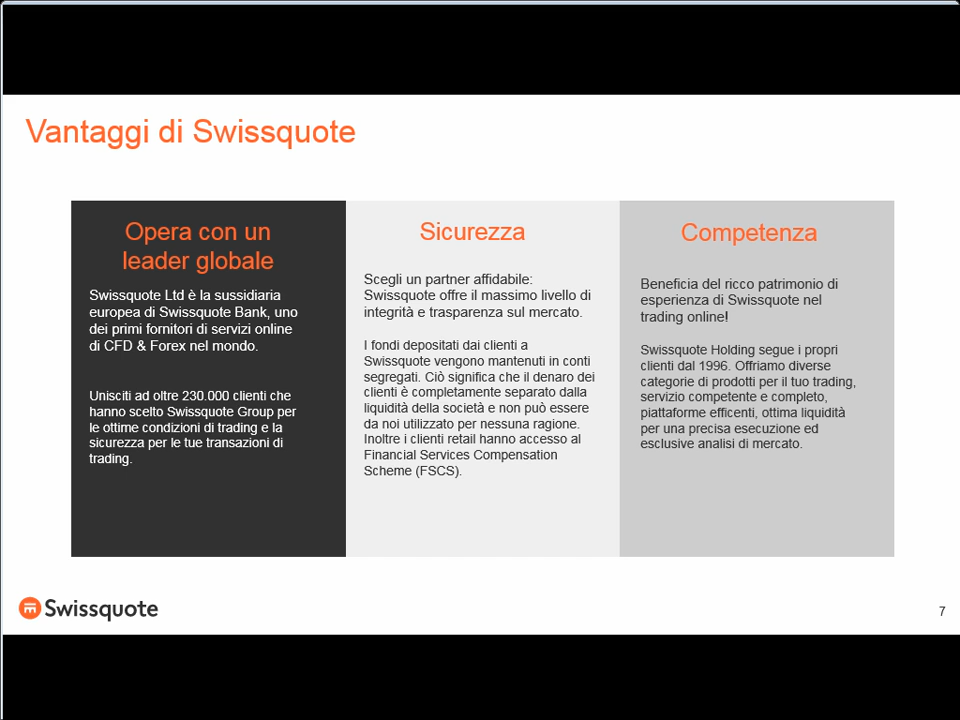 Vantaggi di Swissquote
Opera con un
leader globale
Swissquote Ltd è la sussidiaria
europea di Swissquote Bank, uno
dei primi fornitori di servizi online
di CFD & Forex nel mondo.
Unisciti ad oltre 230.000 clienti che
hanno scelto Swissquote Group per
le ottime condizioni di trading e la
sicurezza per le tue transazioni di
trading.
Sicurezza
Scegli un partner affidabile:
Swissquote offre il massimo livello di
integrità e trasparenza sul mercato.
I fondi depositati dai clienti a
Swissquote vengono mantenuti in conti
segregati. Ciò significa che il denaro dei
clienti è completamente separato dalla
liquidità della società e non può essere
da noi utilizzato per nessuna ragione.
Inoltre i clienti retail hanno accesso al
Financial Services Compensation
Scheme (FSCS).
Competenza
Beneficia del ricco patrimonio di
esperienza di Swissquote nel
trading online!
Swissquote Holding segue i propri
clienti dal 1996. Offriamo diverse
categorie di prodotti per il tuo trading,
servizio competente e completo,
piattaforme efficenti, ottima liquidità
per una precisa esecuzione ed
esclusive analisi di mercato.
Swissquote
7